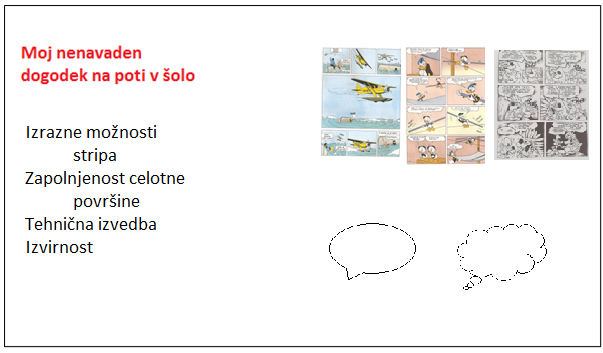 Moj nenavaden
dogodek na poti v šolo
Izrazne možnosti
stripa
Zapolnjenost celotne
površine
Tehnična izvedba
Izvirnost